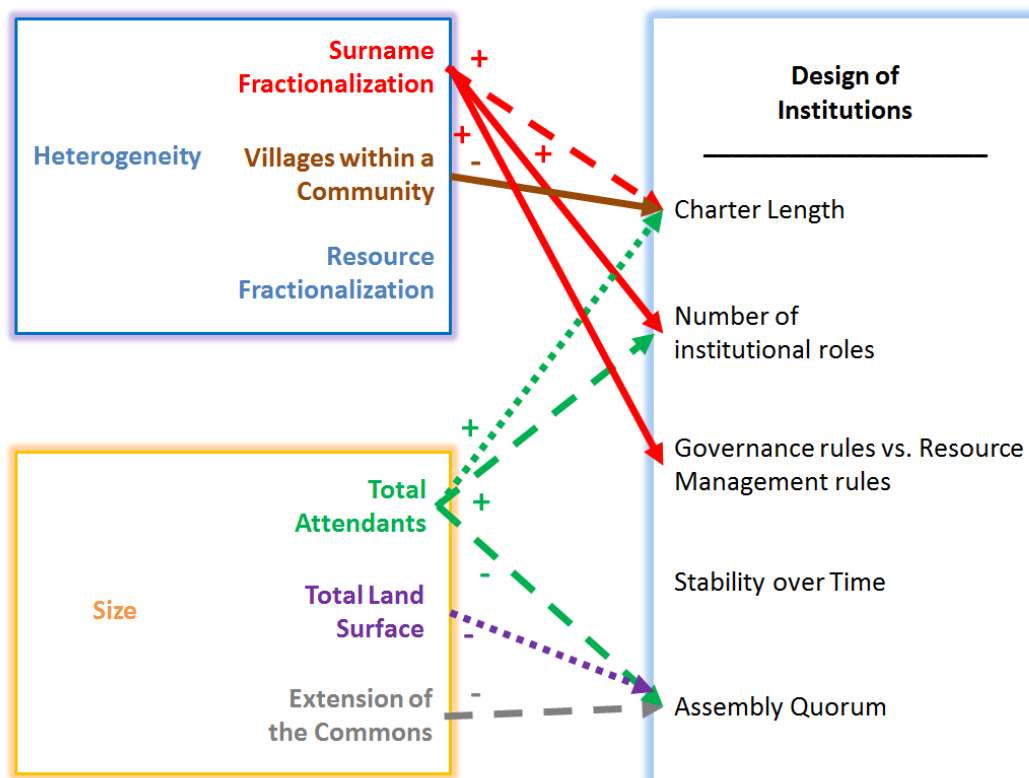 Surname
Fractionalization
Heterogeneity
Villages within a
Community
Resource
Fractionalization
+
+
+
-
Design of
Institutions
Charter Length
Number of
institutional roles
Governance rules vs. Resource
Management rules
Stability over Time
Assembly Quorum
Size
Total
Attendants
Total Land
Surface
Extension of
the Commons
+
+
-
-
-